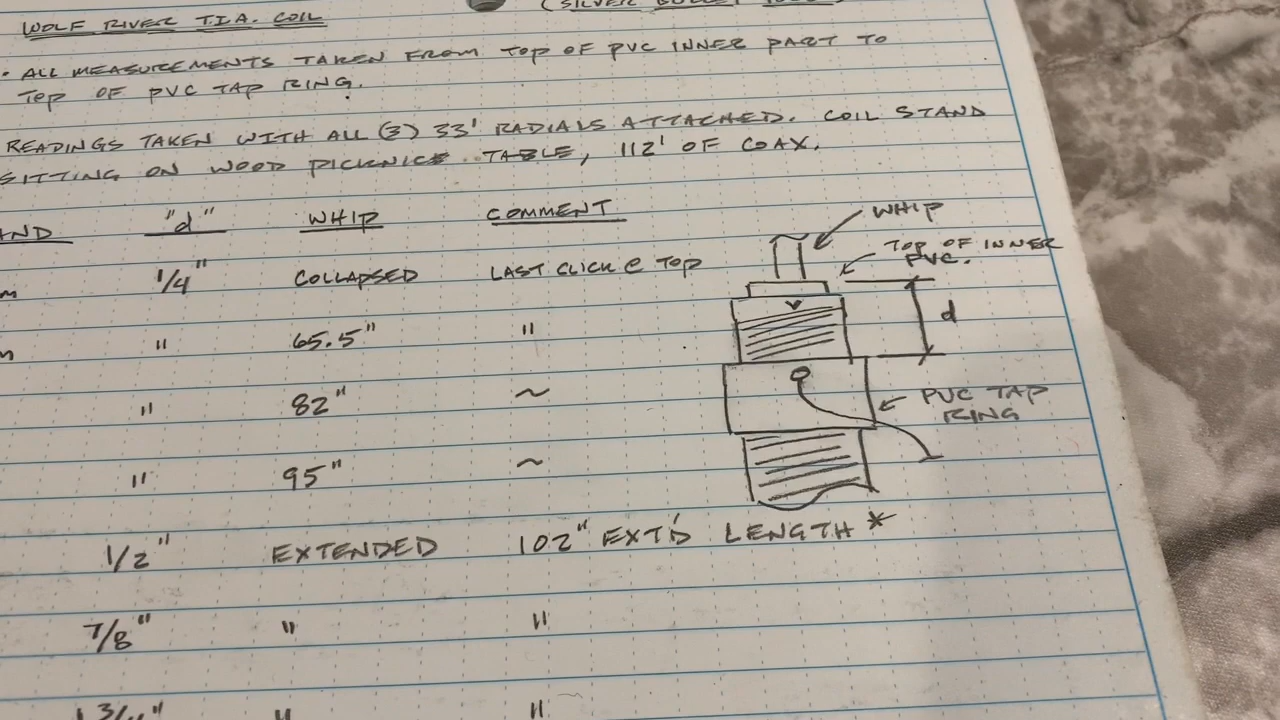 WOLF RIVER T.I.A. COIL
(SILVER BULLET
• ALL MEASUREMENTS TAKEN FROM TOP OF PVC INNER PART TO
TOP OF PVC TAP RING.
READINGS TAKEN WITH ALL (3) 33' RADIALS ATTACHED. COIL STAND
SITTING ON WOOD PICKNICK TABLE, 112' OF COAX.
AND "d" WHIP COMMENT
m 1/4" COLLAPSED LAST CLICK @ TOP
m " 65.5" "
" 82" ~
" 95" ~
1/2" EXTENDED 102" EXT'D LENGTH *
7/8" " "
" "
WHIP
TOP OF INNER
PVC.
d
PVC TAP
RING